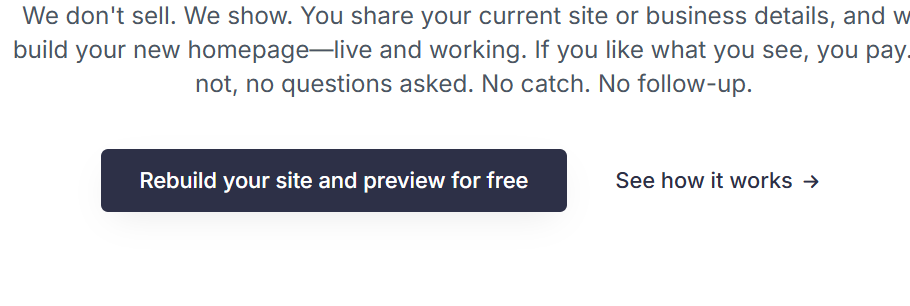 We don't sell. We show. You share your current site or business details, and
build your new homepage—live and working. If you like what you see, you pay.
not, no questions asked. No catch. No follow-up.
Rebuild your site and preview for free
See how it works →